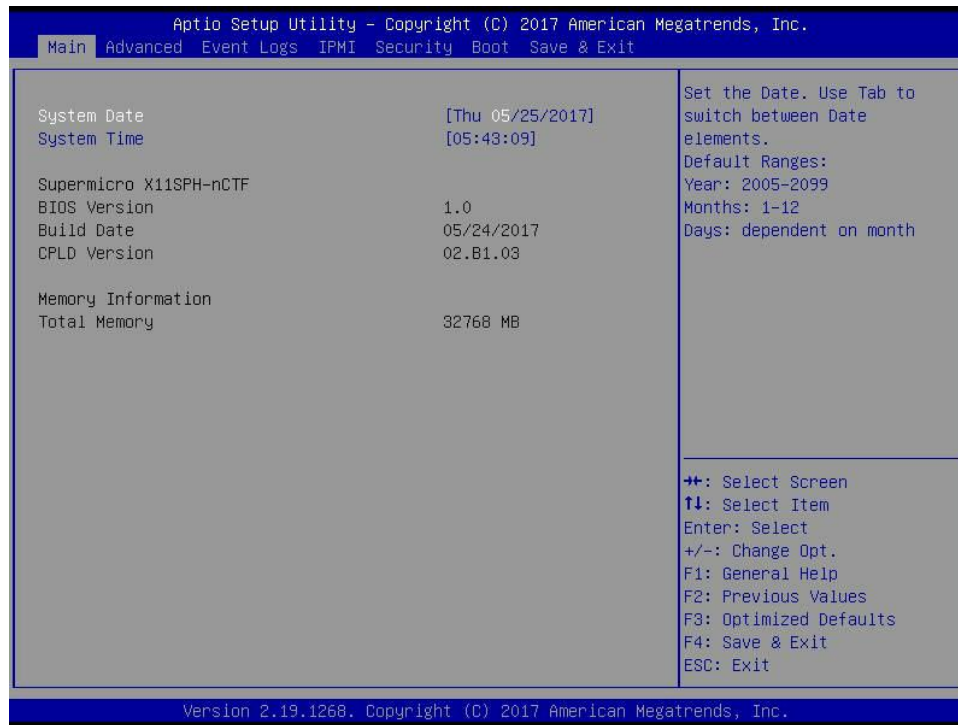 Aptio Setup Utility – Copyright (C) 2017 American Megatrends, Inc.
Main Advanced Event Logs IPMI Security Boot Save & Exit
System Date [Thu 05/25/2017]
System Time [05:43:09]
Supermicro X11SPH-nCTF
BIOS Version 1.0
Build Date 05/24/2017
CPLD Version 02.B1.03
Memory Information
Total Memory 32768 MB
Set the Date. Use Tab to
switch between Date
elements.
Default Ranges:
Year: 2005-2099
Months: 1-12
Days: dependent on month
→←: Select Screen
↑↓: Select Item
Enter: Select
+/-: Change Opt.
F1: General Help
F2: Previous Values
F3: Optimized Defaults
F4: Save & Exit
ESC: Exit
Version 2.19.1268. Copyright (C) 2017 American Megatrends, Inc.